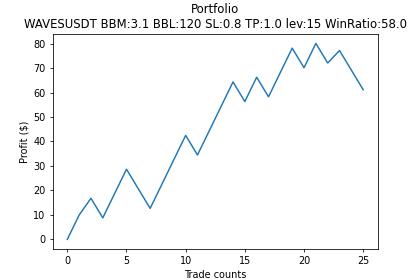 Portfolio
WAVESUSDT BBM:3.1 BBL:120 SL:0.8 TP:1.0 lev:15 WinRatio:58.0
80
70
60
50
40
30
20
10
0
Profit ($)
0 5 10 15 20 25
Trade counts